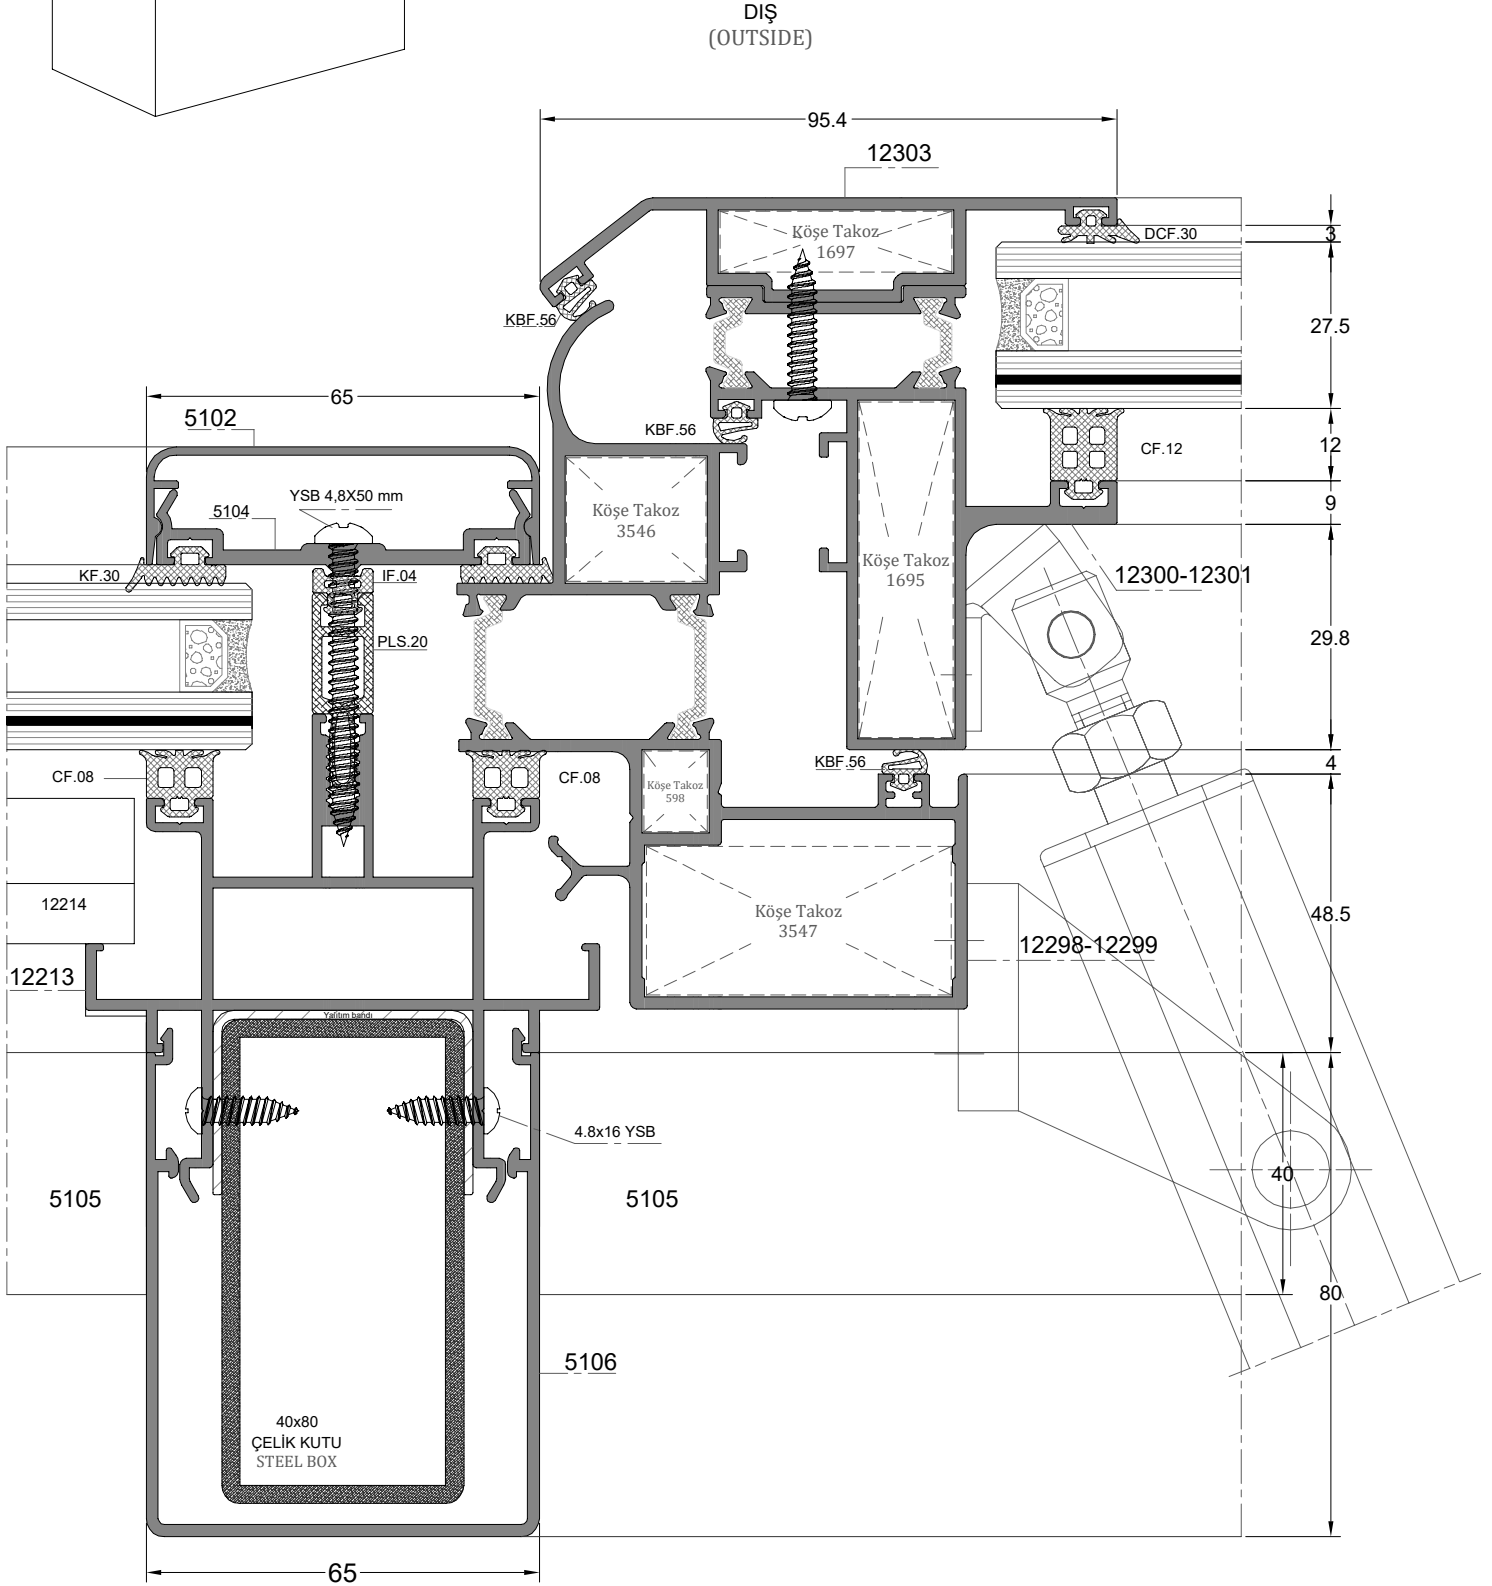 DIŞ
(OUTSIDE)
95.4
12303
Köşe Takoz
1697
DCF.30
3
KBF.56
27.5
65
5102
KBF.56
CF.12
12
YSB 4,8X50 mm
5104
Köşe Takoz
3546
9
KF.30
IF.04
Köşe Takoz
1695
12300-12301
PLS.20
29.8
CF.08
CF.08
KBF.56
4
Köşe Takoz
598
12214
Köşe Takoz
3547
48.5
12213
12298-12299
Yalıtım bandı
4.8x16 YSB
40
5105
5105
80
5106
40x80
ÇELİK KUTU
STEEL BOX
65